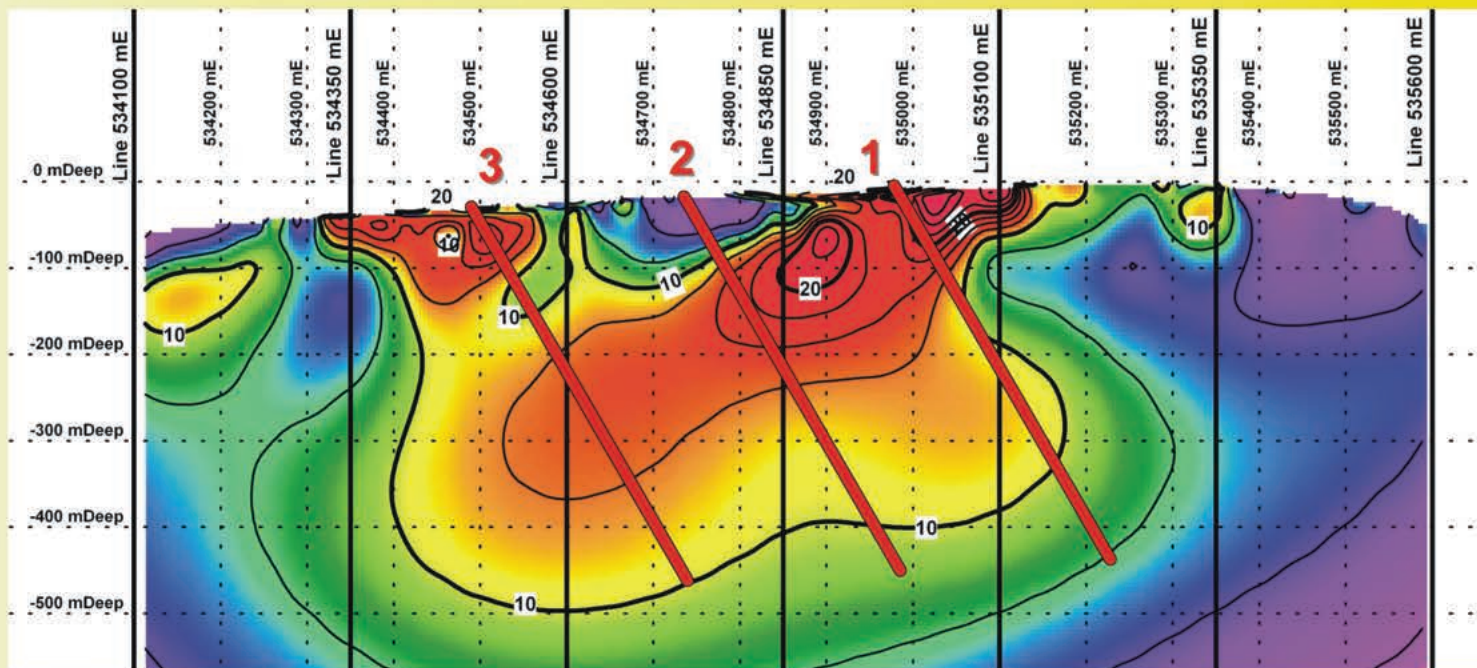 Line 534100 mE
534200 mE
534300 mE
Line 534350 mE
534400 mE
534500 mE
Line 534600 mE
534700 mE
534800 mE
Line 534850 mE
534900 mE
535000 mE
Line 535100 mE
535200 mE
535300 mE
Line 535350 mE
535400 mE
535500 mE
Line 535600 mE
3
2
1
0 mDeep
20
20
10
10
-100 mDeep
10
20
10
10
-200 mDeep
-300 mDeep
-400 mDeep
10
-500 mDeep
10